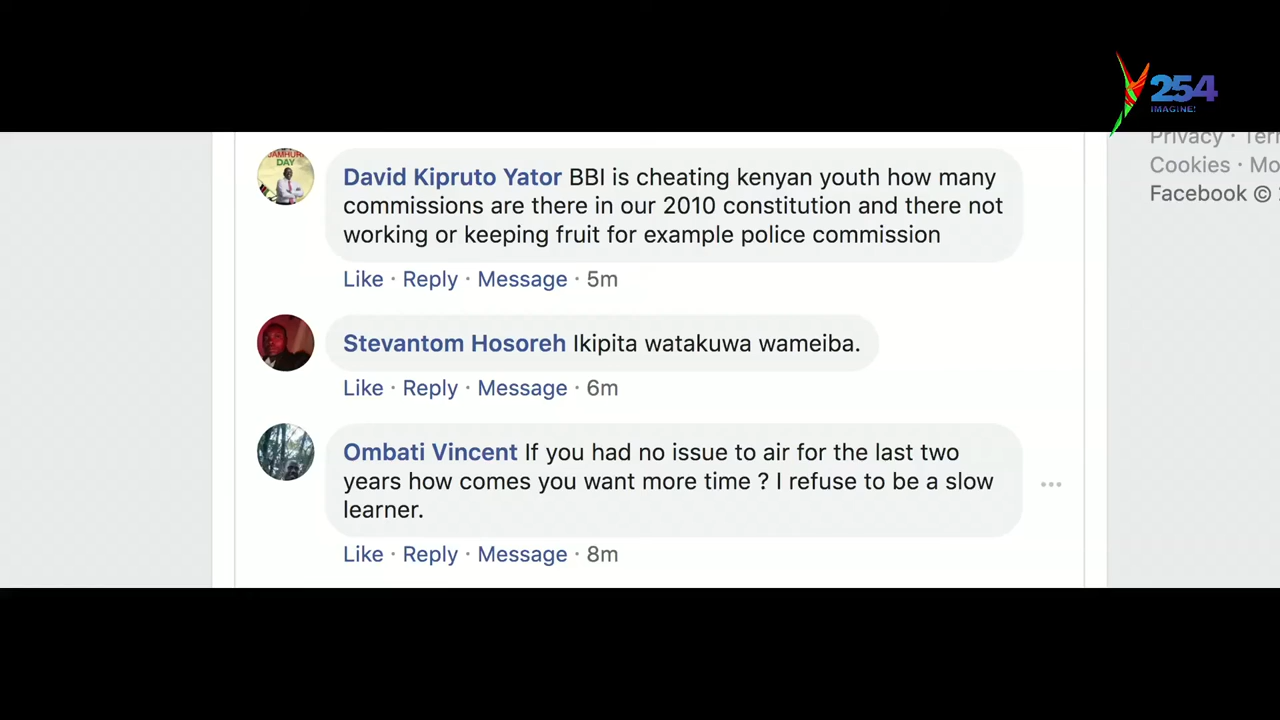 254
IMAGINE!
Privacy · Ter
Cookies · Mo
Facebook ©
JAMHURI
DAY
David Kipruto Yator BBI is cheating kenyan youth how many
commissions are there in our 2010 constitution and there not
working or keeping fruit for example police commission
Like · Reply · Message · 5m
Stevantom Hosoreh Ikipita watakuwa wameiba.
Like · Reply · Message · 6m
Ombati Vincent If you had no issue to air for the last two
years how comes you want more time ? I refuse to be a slow
learner.
Like · Reply · Message · 8m